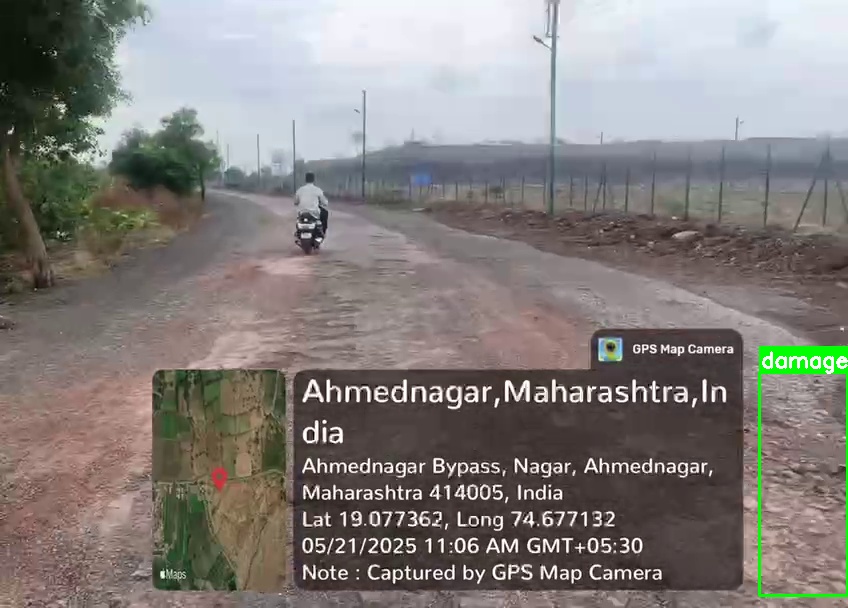 damage
GPS Map Camera
Ahmednagar,Maharashtra,In
dia
Ahmednagar Bypass, Nagar, Ahmednagar,
Maharashtra 414005, India
Lat 19.077362, Long 74.677132
05/21/2025 11:06 AM GMT+05:30
Note : Captured by GPS Map Camera
Maps